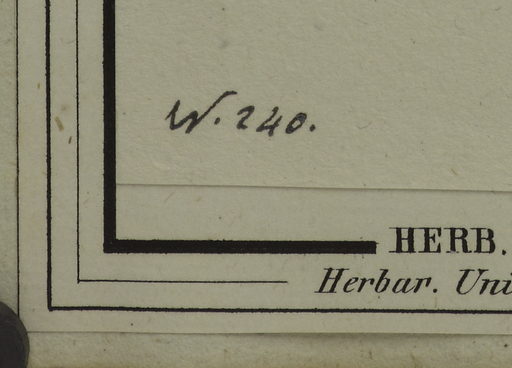 W. 240.
HERB.
Herbar. Uni